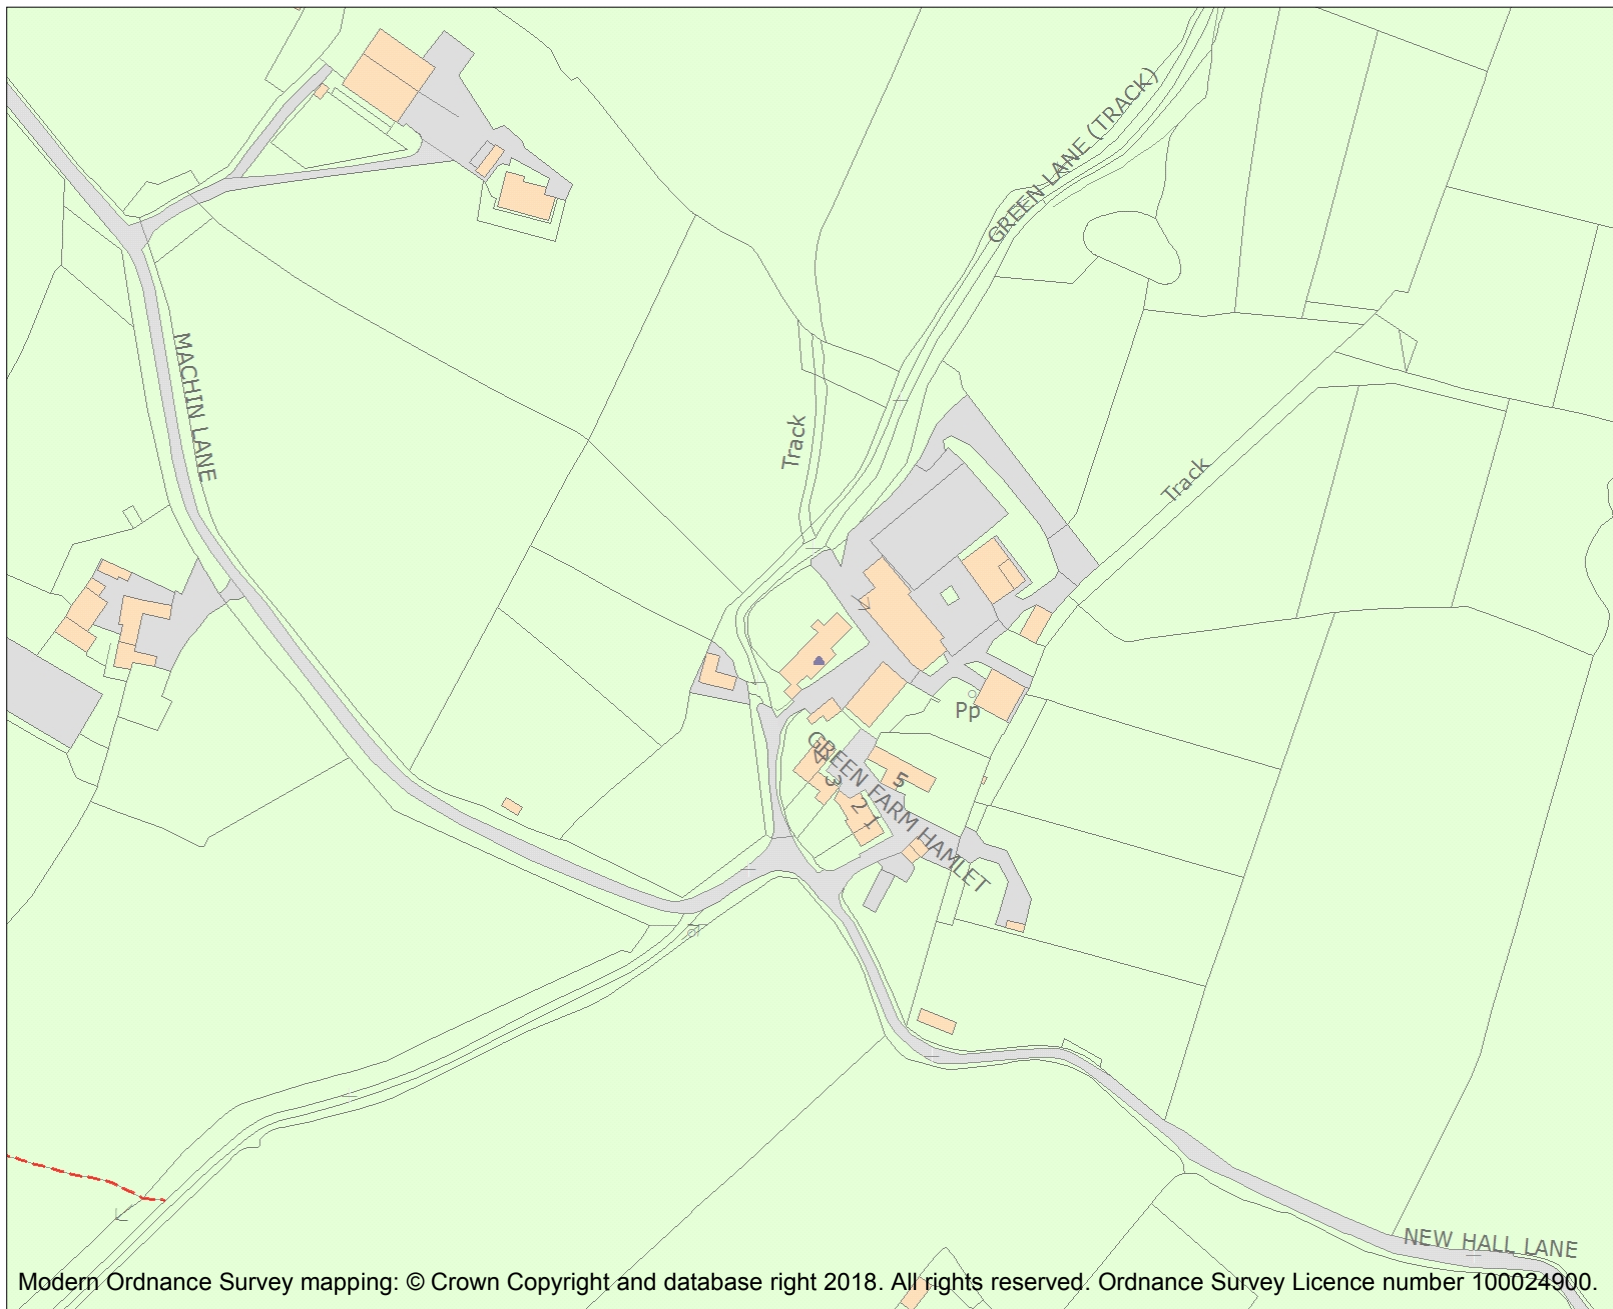 GREEN LANE (TRACK)
MACHIN LANE
Track
Track
Pp
GREEN FARM HAMLET
4
3
5
2
1
NEW HALL LANE
Modern Ordnance Survey mapping: © Crown Copyright and database right 2018. All rights reserved. Ordnance Survey Licence number 100024900.